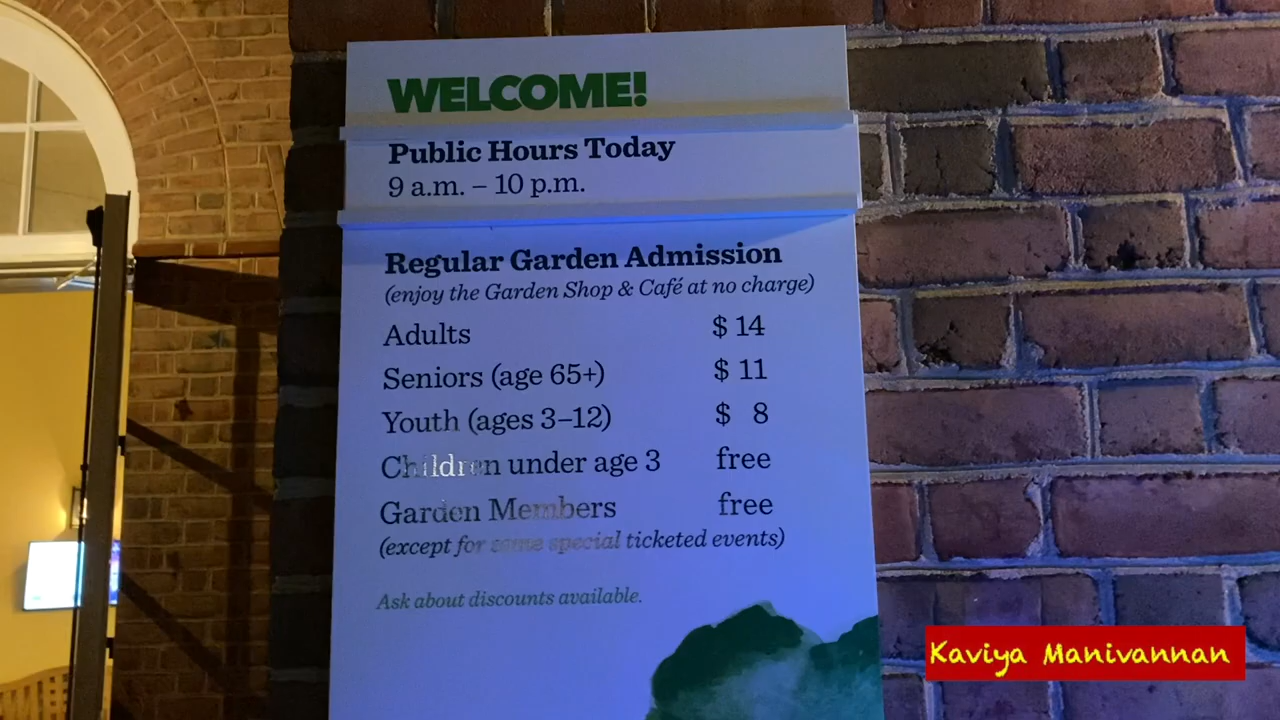 WELCOME!
Public Hours Today
9 a.m. – 10 p.m.
Regular Garden Admission
(enjoy the Garden Shop & Café at no charge)
Adults $ 14
Seniors (age 65+) $ 11
Youth (ages 3–12) $ 8
Children under age 3 free
Garden Members free
(except for some special ticketed events)
Ask about discounts available.
Kaviya Manivannan